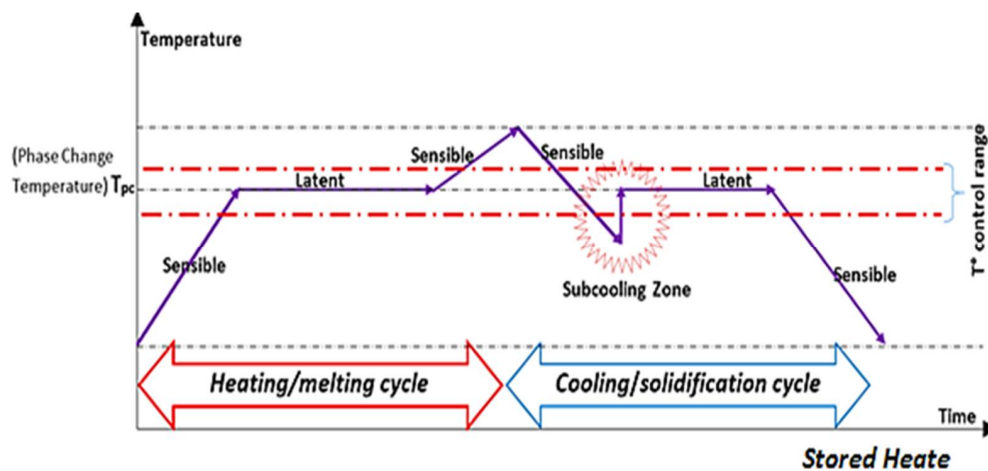 Temperature
(Phase Change
Temperature) Tpc
Sensible
Latent
Sensible
Sensible
Latent
Sensible
Subcooling Zone
T* control range
Heating/melting cycle
Cooling/solidification cycle
Time
Stored Heate